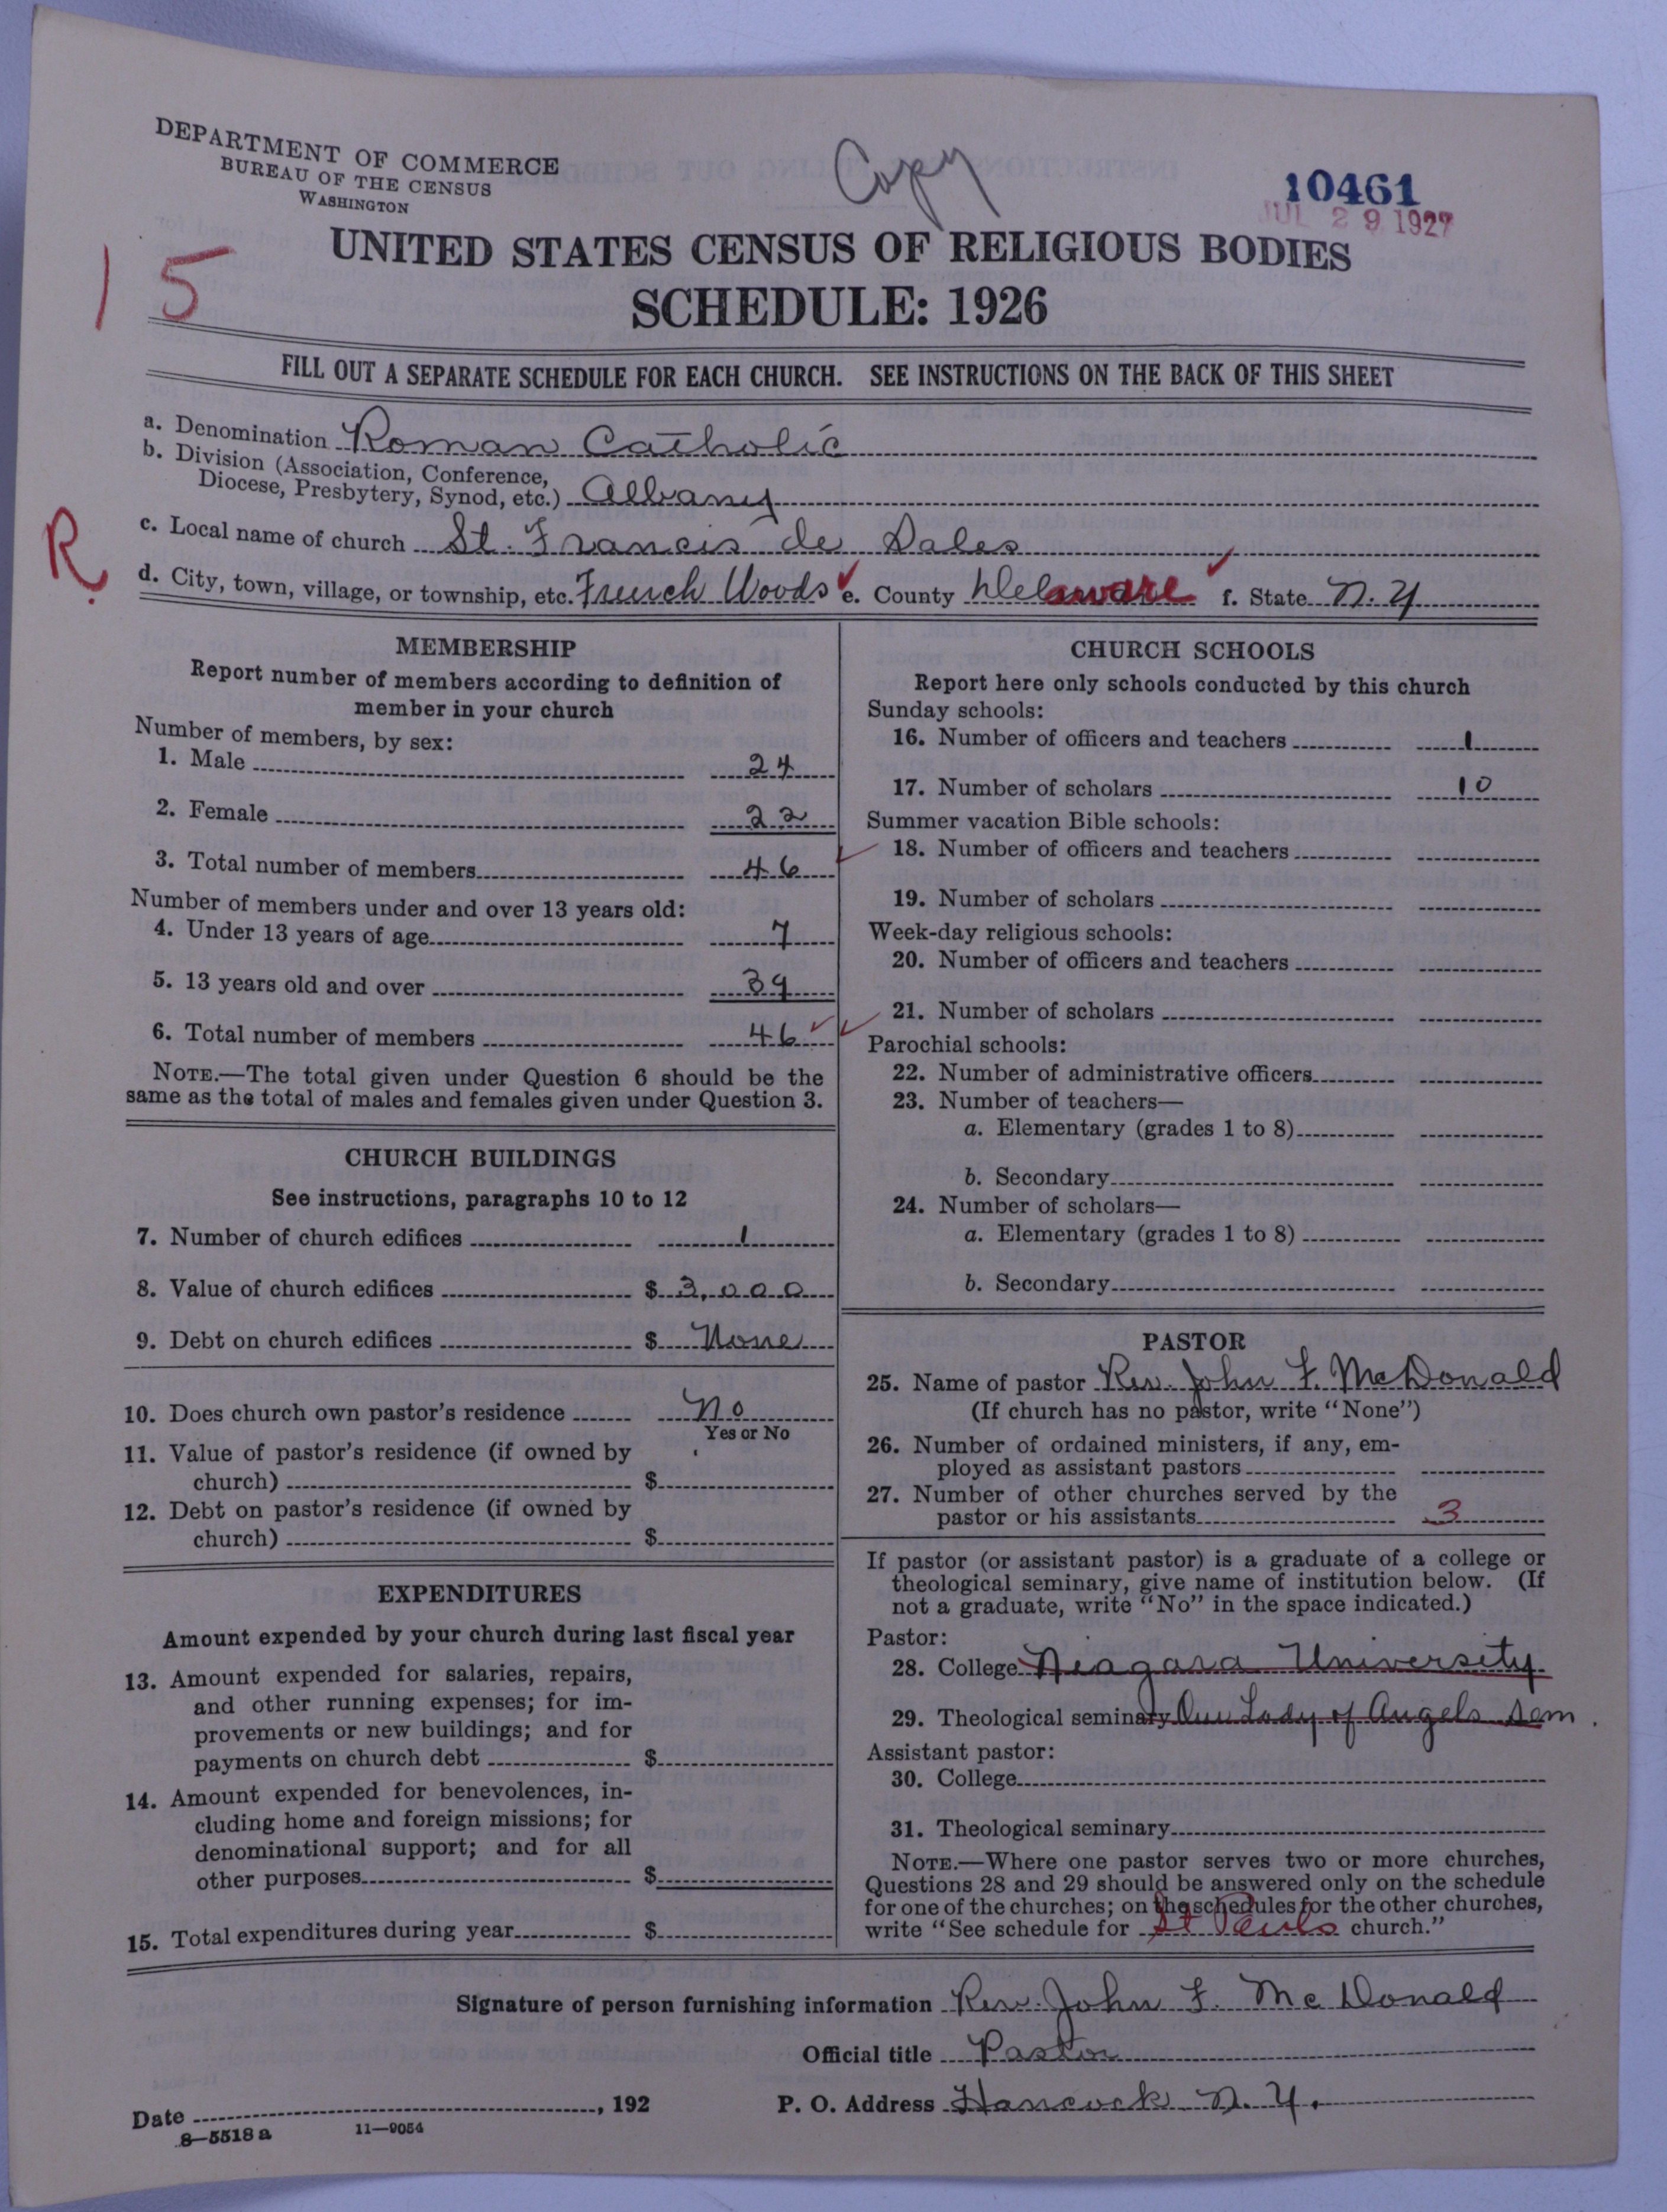 DEPARTMENT OF COMMERCE
BUREAU OF THE CENSUS
WASHINGTON
Copy
10461
JUL 29 1927
15
UNITED STATES CENSUS OF RELIGIOUS BODIES
SCHEDULE: 1926
FILL OUT A SEPARATE SCHEDULE FOR EACH CHURCH. SEE INSTRUCTIONS ON THE BACK OF THIS SHEET
a. Denomination Roman Catholic
b. Division (Association, Conference,
Diocese, Presbytery, Synod, etc.) Albany
R.
c. Local name of church St. Francis de Sales
d. City, town, village, or township, etc. French Woods e. County Delaware f. State N.Y
MEMBERSHIP
Report number of members according to definition of
member in your church
Number of members, by sex:
1. Male 24
2. Female 22
3. Total number of members 46
Number of members under and over 13 years old:
4. Under 13 years of age 7
5. 13 years old and over 39
6. Total number of members 46
NOTE.—The total given under Question 6 should be the
same as the total of males and females given under Question 3.
CHURCH BUILDINGS
See instructions, paragraphs 10 to 12
7. Number of church edifices 1
8. Value of church edifices $ 3,000
9. Debt on church edifices $ None
10. Does church own pastor's residence No
Yes or No
11. Value of pastor's residence (if owned by
church) $
12. Debt on pastor's residence (if owned by
church) $
EXPENDITURES
Amount expended by your church during last fiscal year
13. Amount expended for salaries, repairs,
and other running expenses; for im-
provements or new buildings; and for
payments on church debt $
14. Amount expended for benevolences, in-
cluding home and foreign missions; for
denominational support; and for all
other purposes $
15. Total expenditures during year $
CHURCH SCHOOLS
Report here only schools conducted by this church
Sunday schools:
16. Number of officers and teachers 1
17. Number of scholars 10
Summer vacation Bible schools:
18. Number of officers and teachers
19. Number of scholars
Week-day religious schools:
20. Number of officers and teachers
21. Number of scholars
Parochial schools:
22. Number of administrative officers
23. Number of teachers—
a. Elementary (grades 1 to 8)
b. Secondary
24. Number of scholars—
a. Elementary (grades 1 to 8)
b. Secondary
PASTOR
25. Name of pastor Rev. John F. McDonald
(If church has no pastor, write "None")
26. Number of ordained ministers, if any, em-
ployed as assistant pastors
27. Number of other churches served by the
pastor or his assistants 3
If pastor (or assistant pastor) is a graduate of a college or
theological seminary, give name of institution below. (If
not a graduate, write "No" in the space indicated.)
Pastor:
28. College Niagara University
29. Theological seminary Our Lady of Angels Sem.
Assistant pastor:
30. College
31. Theological seminary
NOTE.—Where one pastor serves two or more churches,
Questions 28 and 29 should be answered only on the schedule
for one of the churches; on the schedules for the other churches,
write "See schedule for St Pauls church."
Signature of person furnishing information Rev. John F. McDonald
Official title Pastor
Date , 192
P. O. Address Hancock N.Y.
8—5518 a 11—9054